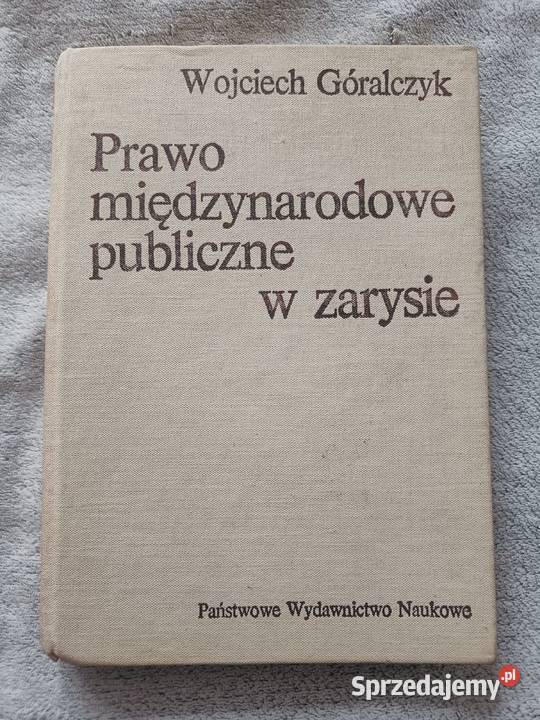 Wojciech Góralczyk
Prawo
międzynarodowe
publiczne
w zarysie
Państwowe Wydawnictwo Naukowe
Sprzedajemy.pl